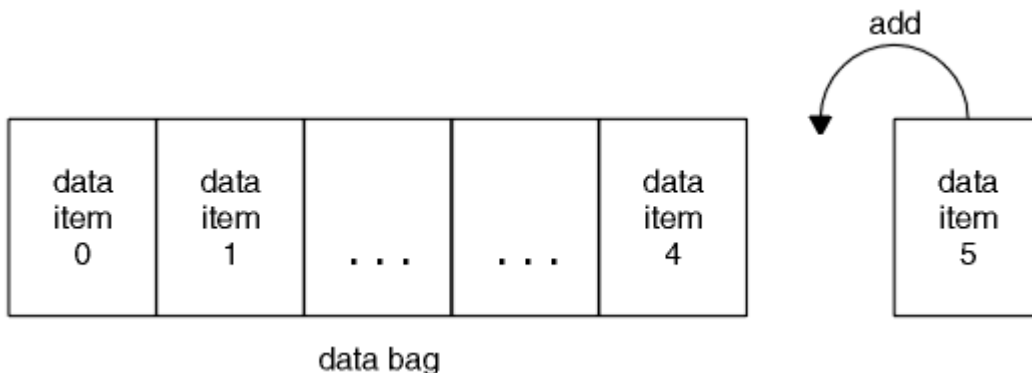 add
data
item
0
data
item
1
. . .
. . .
data
item
4
data
item
5
data bag